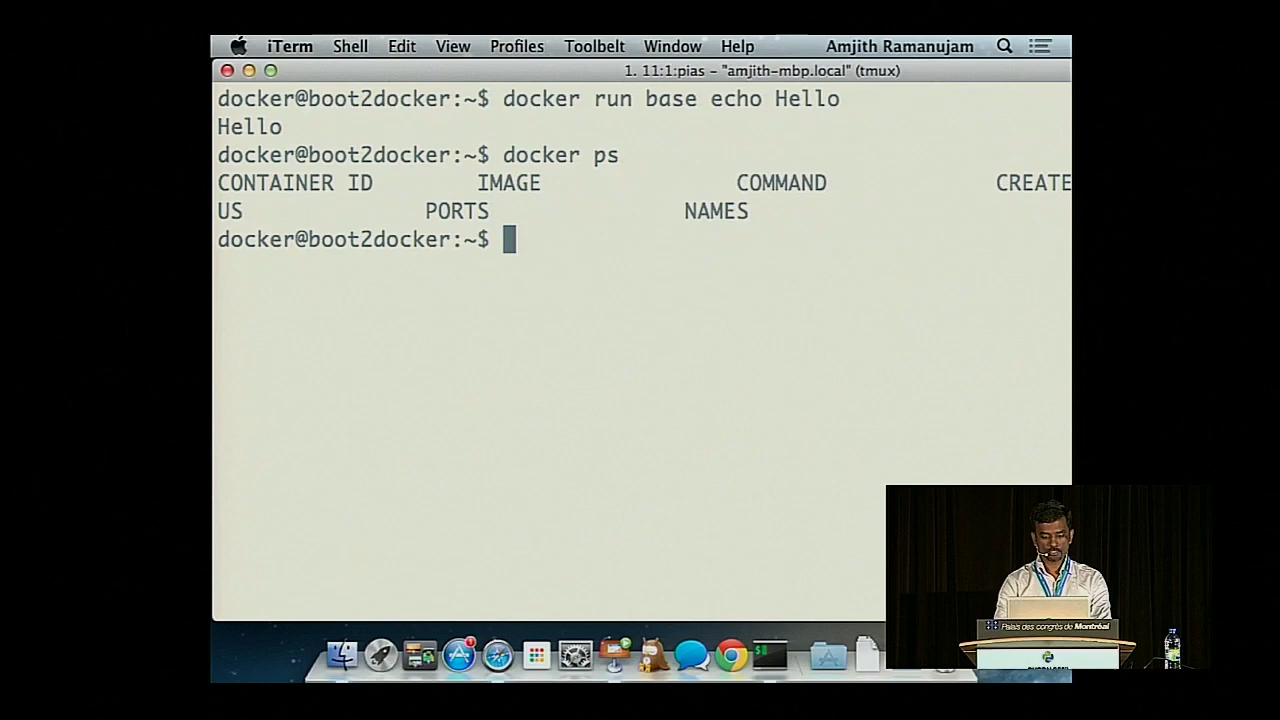 iTerm Shell Edit View Profiles Toolbelt Window Help Amjith Ramanujam
1. 11:1:pias – "amjith-mbp.local" (tmux)
docker@boot2docker:~$ docker run base echo Hello
Hello
docker@boot2docker:~$ docker ps
CONTAINER ID IMAGE COMMAND CREATE
US PORTS NAMES
docker@boot2docker:~$
Palais des congrès de Montréal